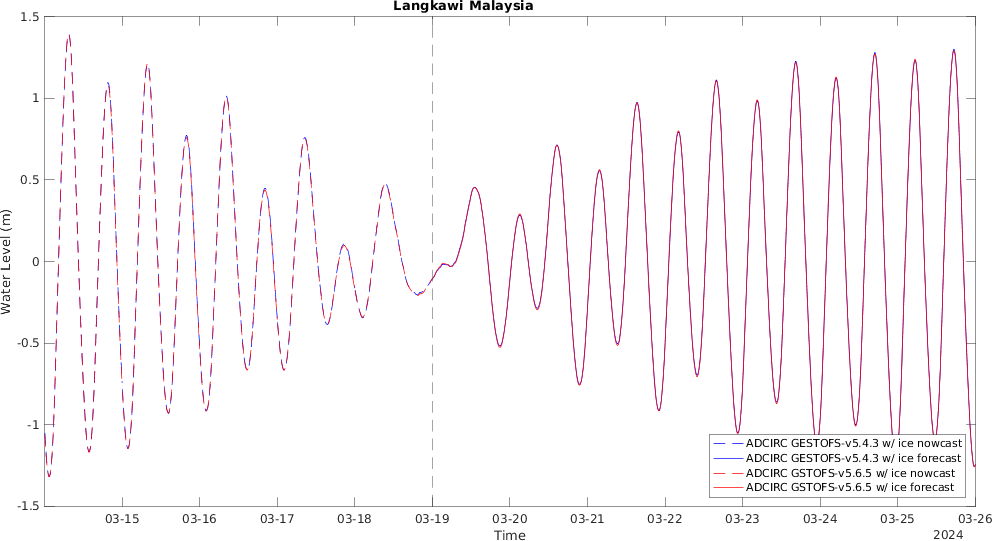 Langkawi Malaysia
1.5
1
0.5
0
-0.5
-1
-1.5
Water Level (m)
ADCIRC GESTOFS-v5.4.3 w/ ice nowcast
ADCIRC GESTOFS-v5.4.3 w/ ice forecast
ADCIRC GSTOFS-v5.6.5 w/ ice nowcast
ADCIRC GSTOFS-v5.6.5 w/ ice forecast
03-15 03-16 03-17 03-18 03-19 03-20 03-21 03-22 03-23 03-24 03-25 03-26
Time
2024